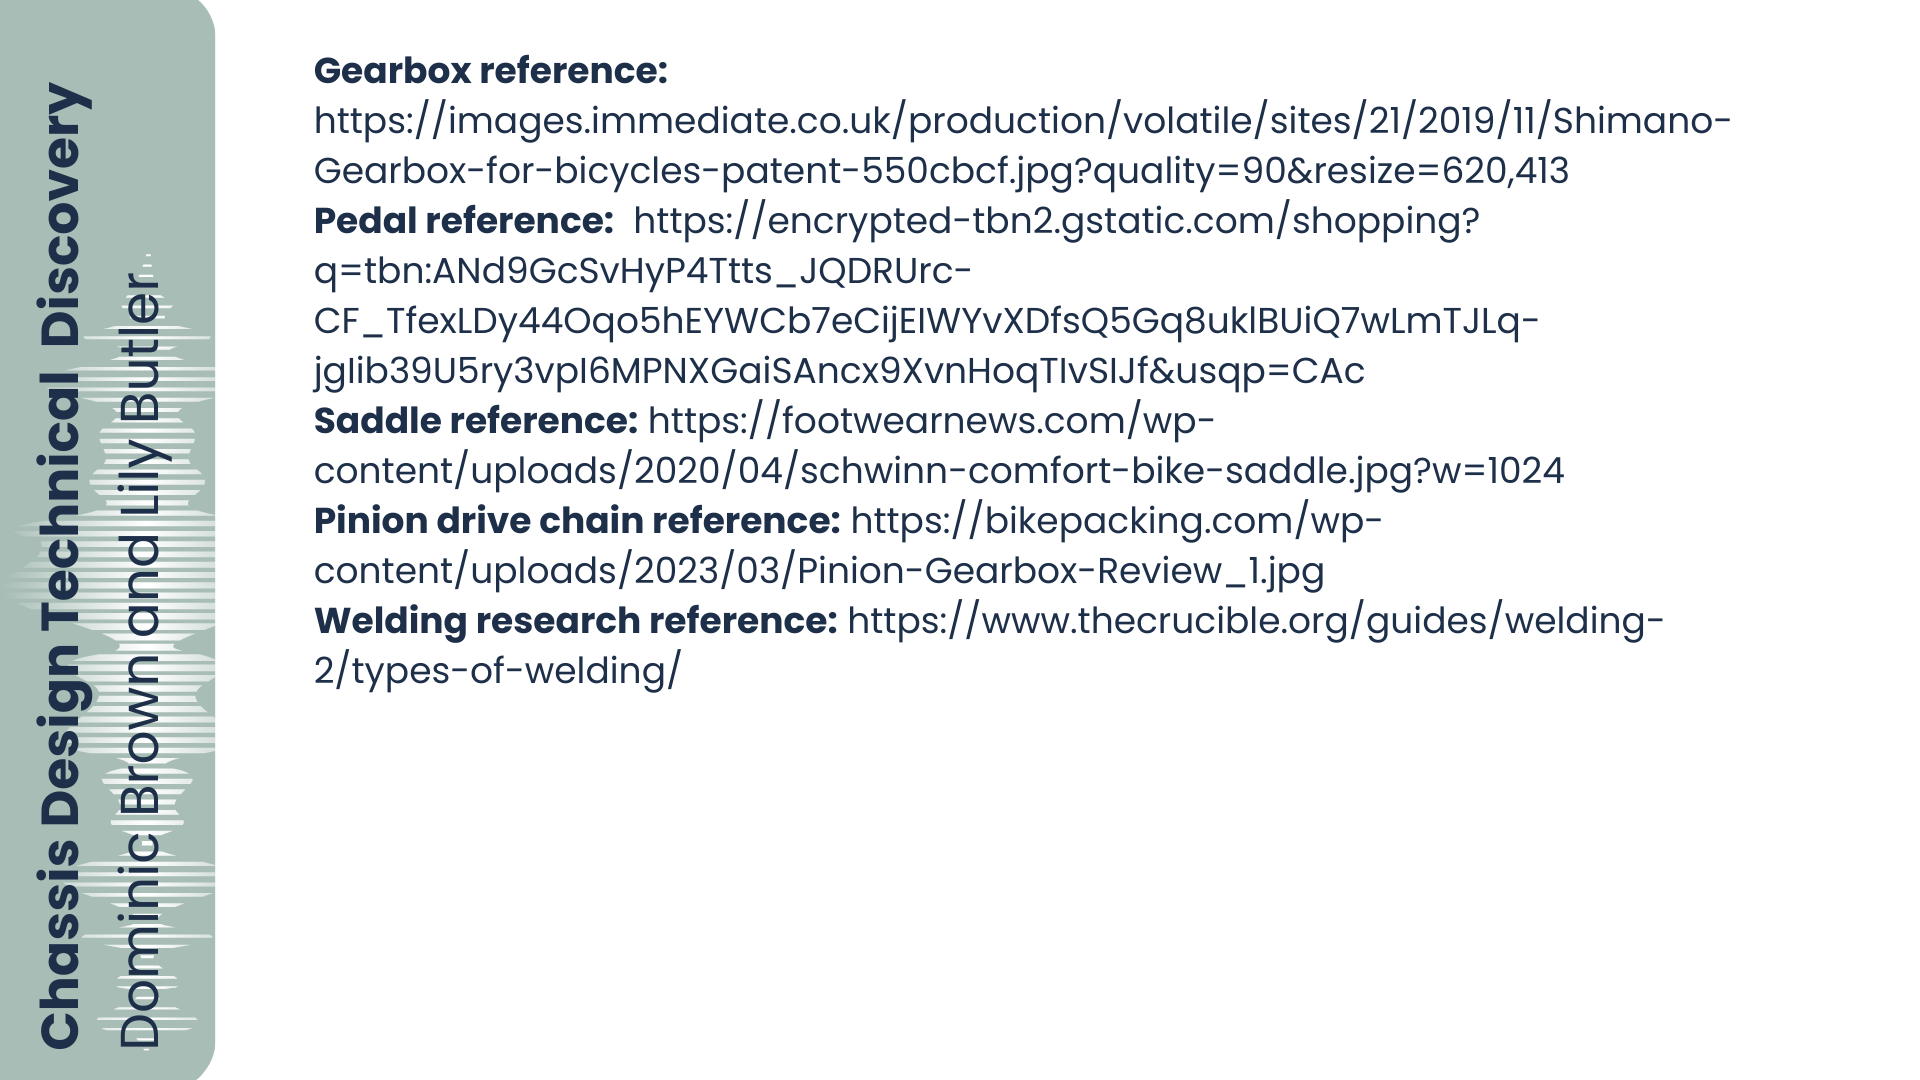 Chassis Design Technical Discovery
Dominic Brown and Lilly Butler.
Gearbox reference:
https://images.immediate.co.uk/production/volatile/sites/21/2019/11/Shimano-
Gearbox-for-bicycles-patent-550cbcf.jpg?quality=90&resize=620,413
Pedal reference: https://encrypted-tbn2.gstatic.com/shopping?
q=tbn:ANd9GcSvHyP4Ttts_JQDRUrc-
CF_TfexLDy44Oqo5hEYWCb7eCijEIWYvXDfsQ5Gq8uklBUiQ7wLmTJLq-
jgIib39U5ry3vpI6MPNXGaiSAncx9XvnHoqTIvSIJf&usqp=CAc
Saddle reference: https://footwearnews.com/wp-
content/uploads/2020/04/schwinn-comfort-bike-saddle.jpg?w=1024
Pinion drive chain reference: https://bikepacking.com/wp-
content/uploads/2023/03/Pinion-Gearbox-Review_1.jpg
Welding research reference: https://www.thecrucible.org/guides/welding-
2/types-of-welding/